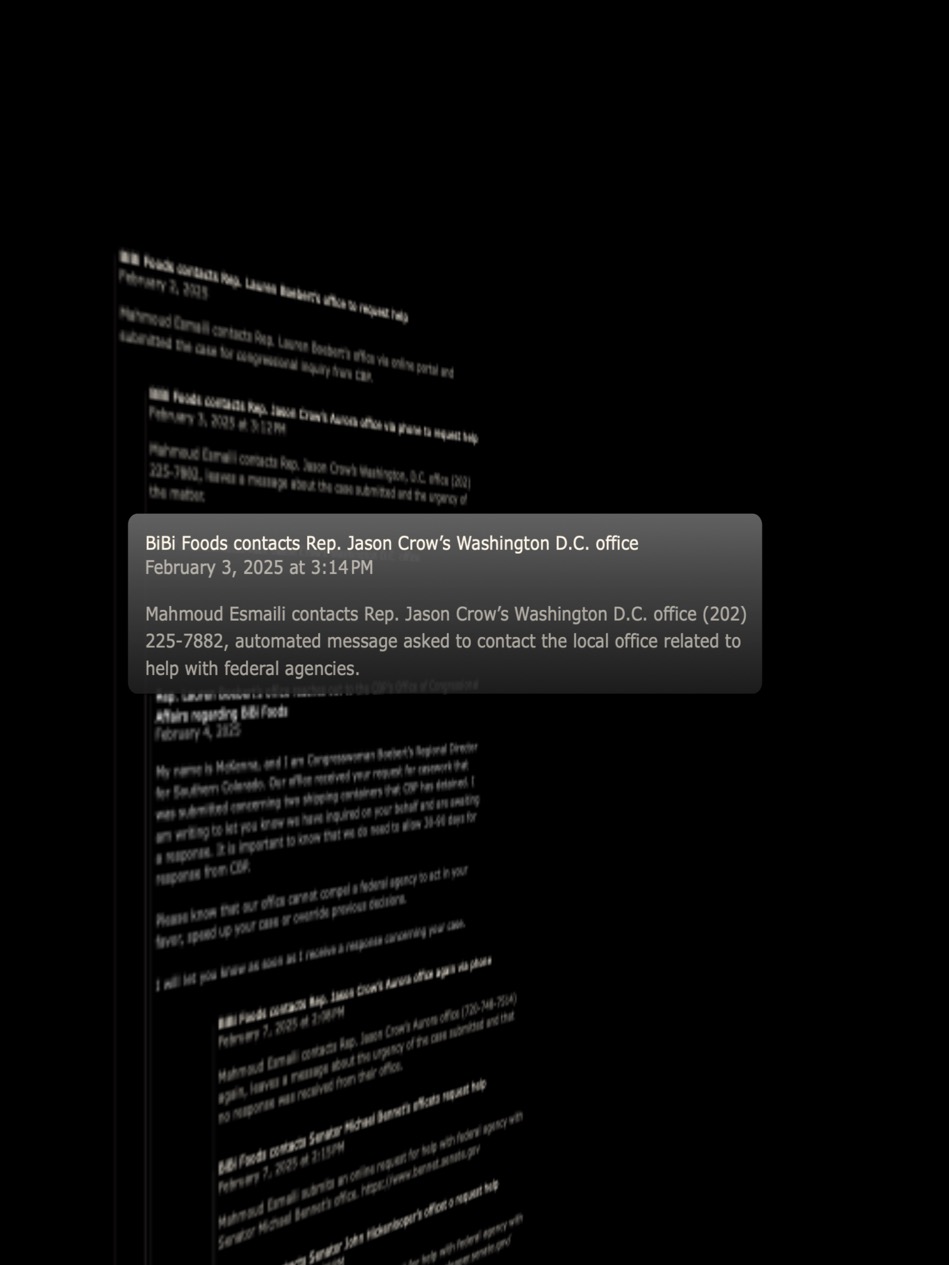 BiBi Foods contacts Rep. Lauren Boebert's office to request help
February 2, 2025
Mahmoud Esmaili contacts Rep. Lauren Boebert's office via online portal and
submitted the case for congressional inquiry from CBP.
BiBi Foods contacts Rep. Jason Crow's Aurora office via phone to request help
February 3, 2025 at 3:12PM
Mahmoud Esmaili contacts Rep. Jason Crow's Washington, D.C. office (202)
225-7882, leaves a message about the case submitted and the urgency of
the matter.
BiBi Foods contacts Rep. Jason Crow’s Washington D.C. office
February 3, 2025 at 3:14PM
Mahmoud Esmaili contacts Rep. Jason Crow’s Washington D.C. office (202)
225-7882, automated message asked to contact the local office related to
help with federal agencies.
Rep. Lauren Boebert's office reached out to the CBP's Office of Congressional
Affairs regarding BiBi Foods
February 4, 2025
My name is McKenna, and I am Congresswoman Boebert's Regional Director
for Southern Colorado. Our office received your request for casework that
was submitted concerning two shipping containers that CBP has detained. I
am writing to let you know we have inquired on your behalf and are awaiting
a response. It is important to know that we do need to allow 30-90 days for
response from CBP.
Please know that our office cannot compel a federal agency to act in your
favor, speed up your case or override previous decisions.
I will let you know as soon as I receive a response concerning your case.
BiBi Foods contacts Rep. Jason Crow's Aurora office again via phone
February 7, 2025 at 2:08PM
Mahmoud Esmaili contacts Rep. Jason Crow's Aurora office (720-748-7514)
again, leaves a message about the urgency of the case submitted and that
no response was received from their office.
BiBi Foods contacts Senator Michael Bennet's officeto request help
February 7, 2025 at 2:15PM
Mahmoud Esmaili submits an online request for help with federal agency with
Senator Michael Bennet's office. https://www.bennet.senate.gov
Senator John Hickenlooper's officet o request help
for help with federal agency with